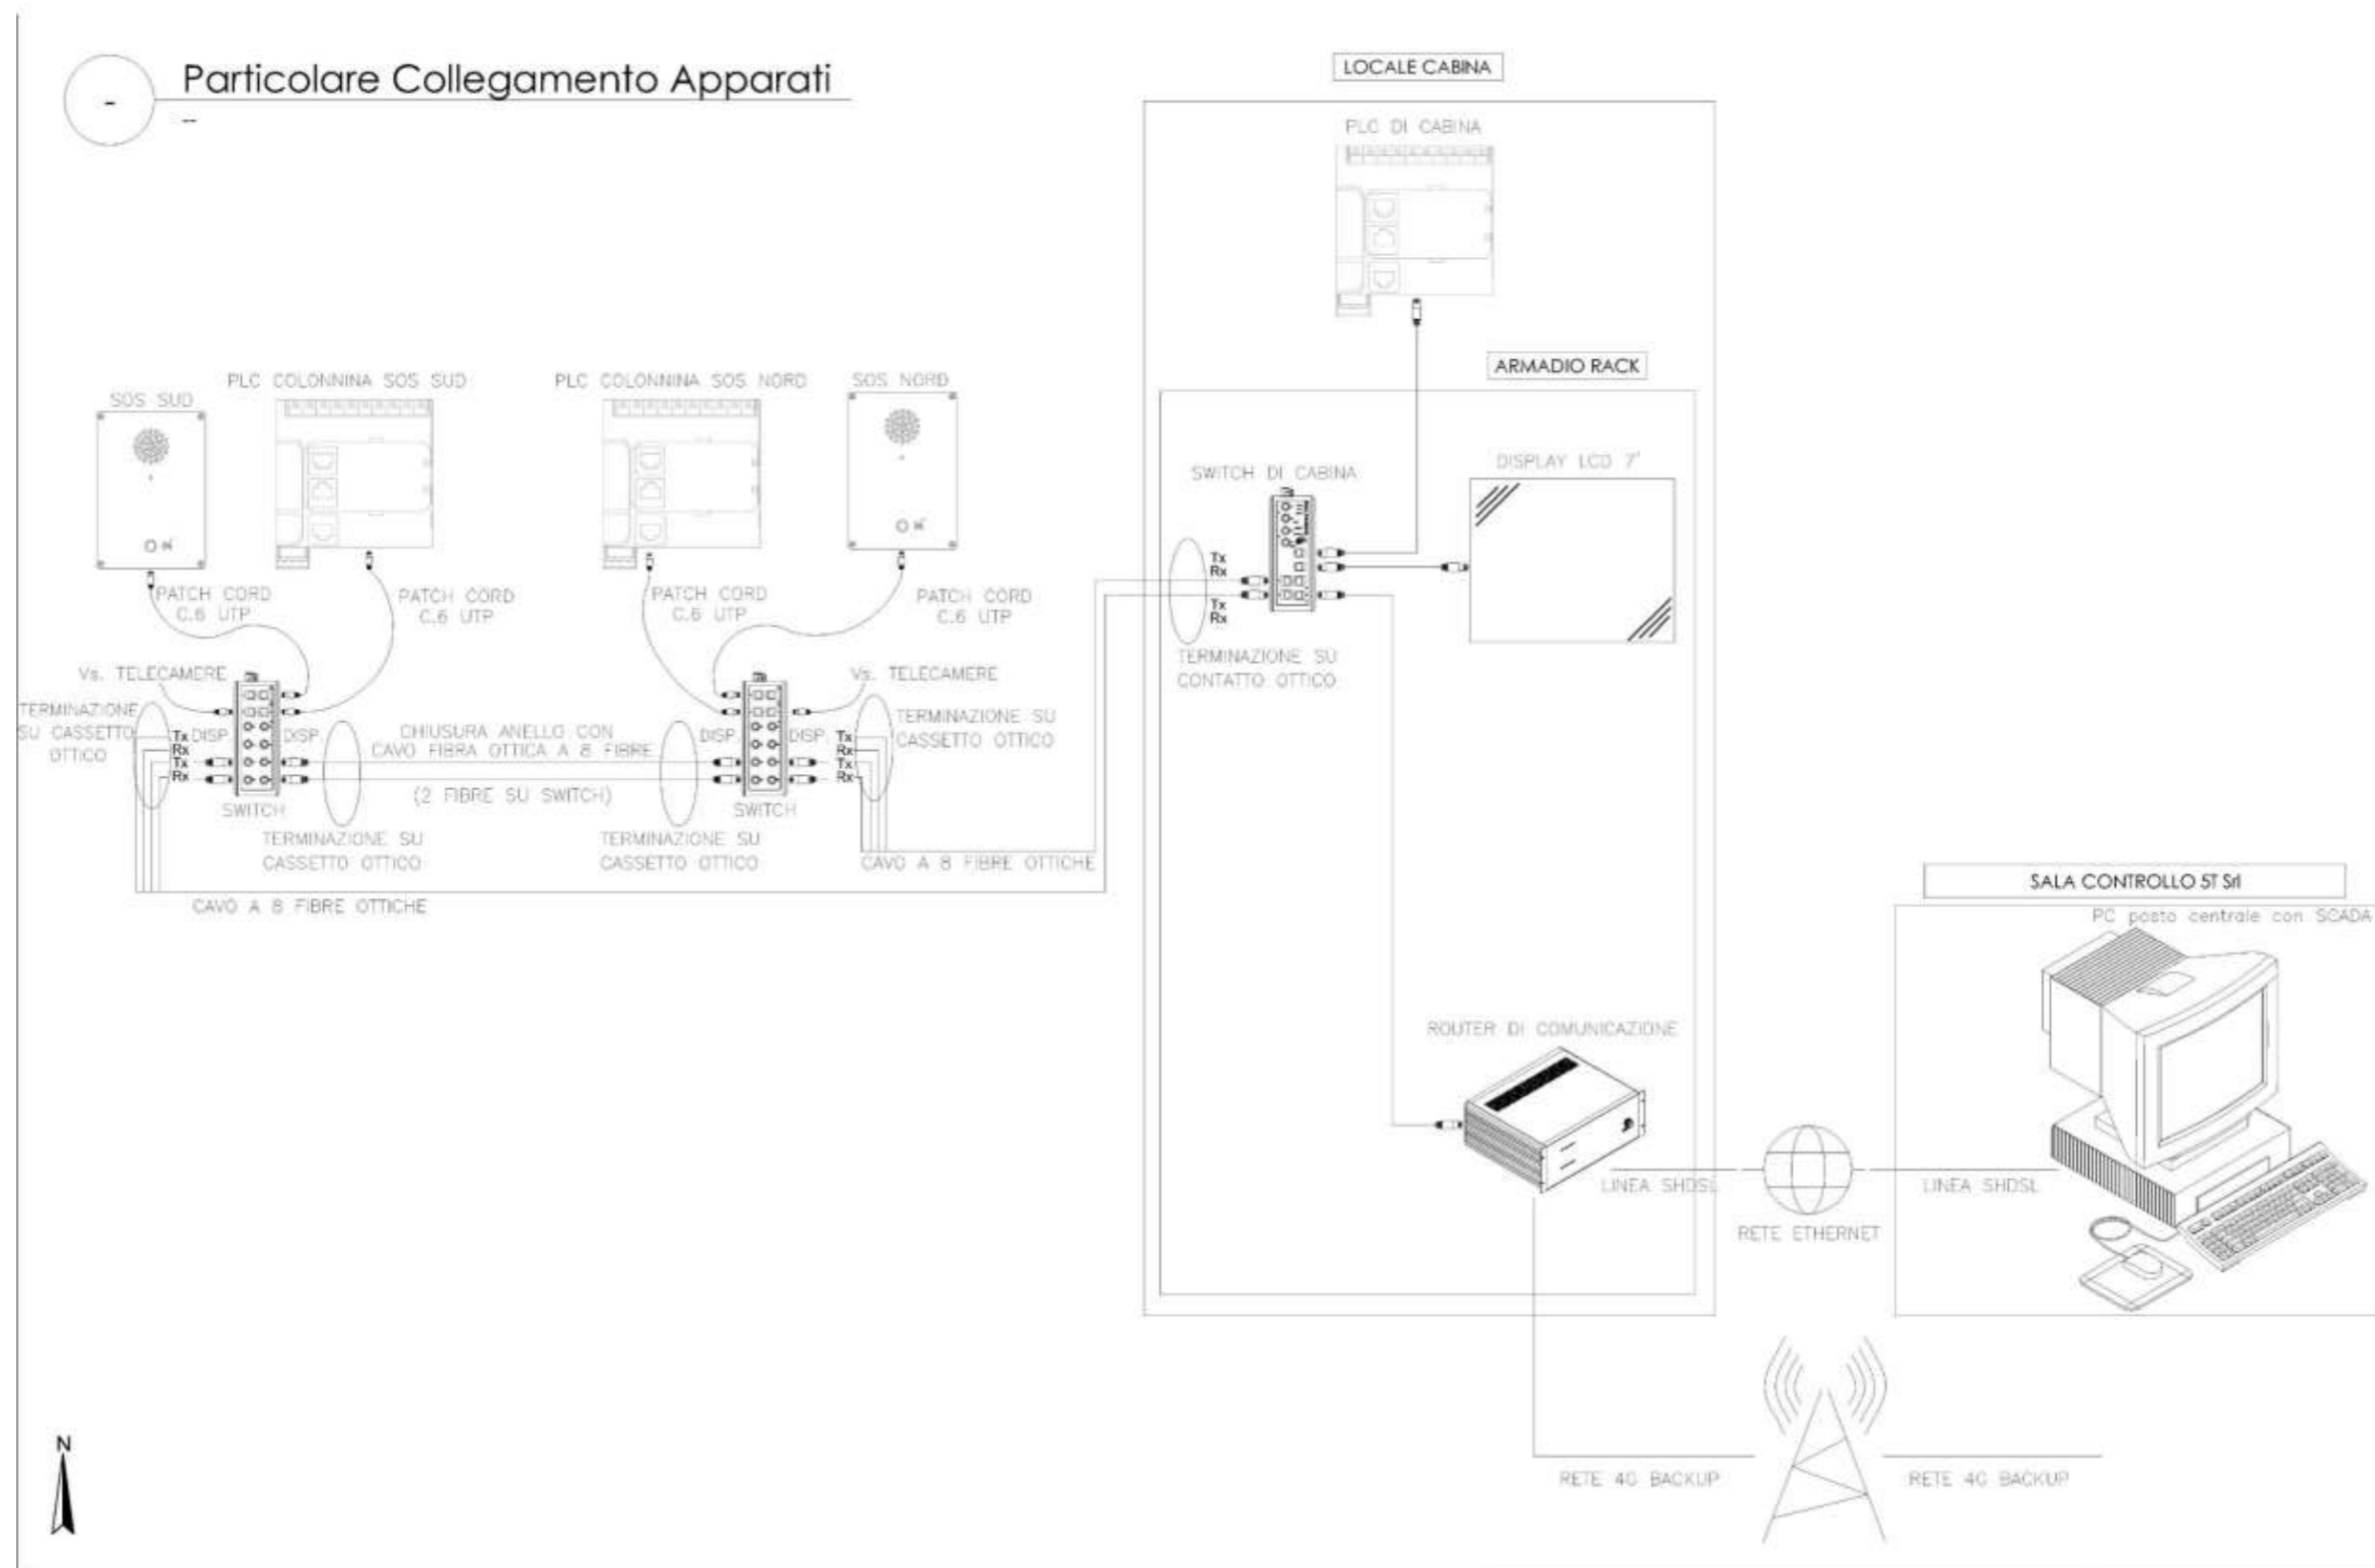 Particolare Collegamento Apparati
-
--
LOCALE CABINA
PLC DI CABINA
ARMADIO RACK
SWITCH DI CABINA
DISPLAY LCD 7"
Tx
Rx
Tx
Rx
TERMINAZIONE SU
CONTATTO OTTICO
SOS SUD
PLC COLONNINA SOS SUD
PLC COLONNINA SOS NORD
SOS NORD
PATCH CORD
C.6 UTP
PATCH CORD
C.6 UTP
PATCH CORD
C.6 UTP
PATCH CORD
C.6 UTP
Vs. TELECAMERE
Vs. TELECAMERE
TERMINAZIONE
SU CASSETTO
OTTICO
Tx
Rx
Tx
Rx
DISP.
DISP.
CHIUSURA ANELLO CON
CAVO FIBRA OTTICA A 8 FIBRE
(2 FIBRE SU SWITCH)
DISP.
DISP.
Tx
Rx
Tx
Rx
TERMINAZIONE SU
CASSETTO OTTICO
SWITCH
SWITCH
TERMINAZIONE SU
CASSETTO OTTICO
TERMINAZIONE SU
CASSETTO OTTICO
CAVO A 8 FIBRE OTTICHE
CAVO A 8 FIBRE OTTICHE
SALA CONTROLLO 5T Srl
PC posto centrale con SCADA
ROUTER DI COMUNICAZIONE
LINEA SHDSL
RETE ETHERNET
LINEA SHDSL
RETE 4G BACKUP
RETE 4G BACKUP
N